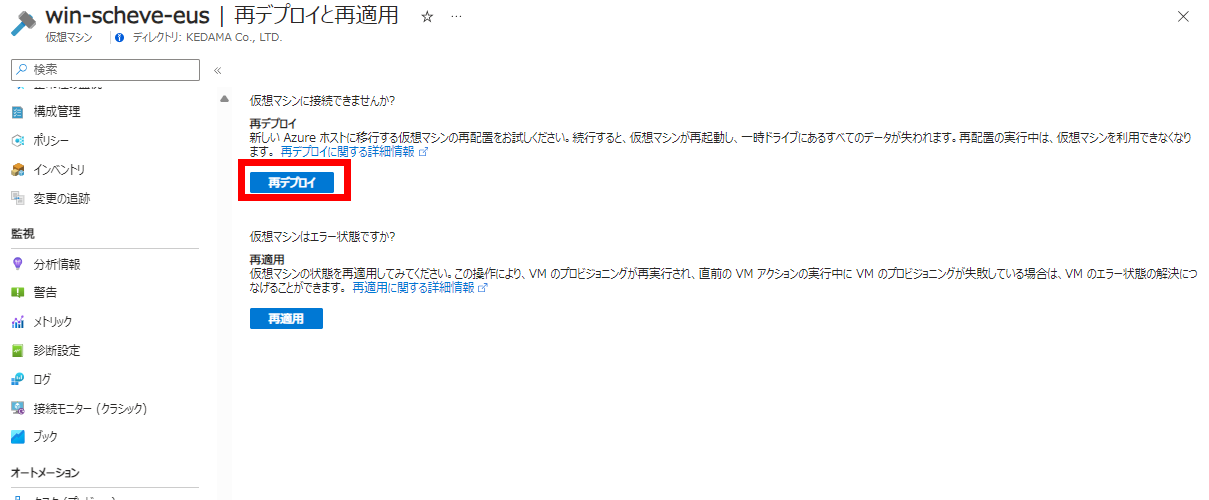 win-scheve-eus | 再デプロイと再適用 ☆ …
仮想マシン ディレクトリ: KEDAMA Co., LTD.
検索 «
構成管理
ポリシー
インベントリ
変更の追跡
監視
分析情報
警告
メトリック
診断設定
ログ
接続モニター (クラシック)
ブック
オートメーション
仮想マシンに接続できませんか?
再デプロイ
新しい Azure ホストに移行する仮想マシンの再配置をお試しください。続行すると、仮想マシンが再起動し、一時ドライブにあるすべてのデータが失われます。再配置の実行中は、仮想マシンを利用できなくなり
ます。 再デプロイに関する詳細情報
再デプロイ
仮想マシンはエラー状態ですか?
再適用
仮想マシンの状態を再適用してみてください。この操作により、VM のプロビジョニングが再実行され、直前の VM アクションの実行中に VM のプロビジョニングが失敗している場合は、VM のエラー状態の解決につ
なげることができます。 再適用に関する詳細情報
再適用